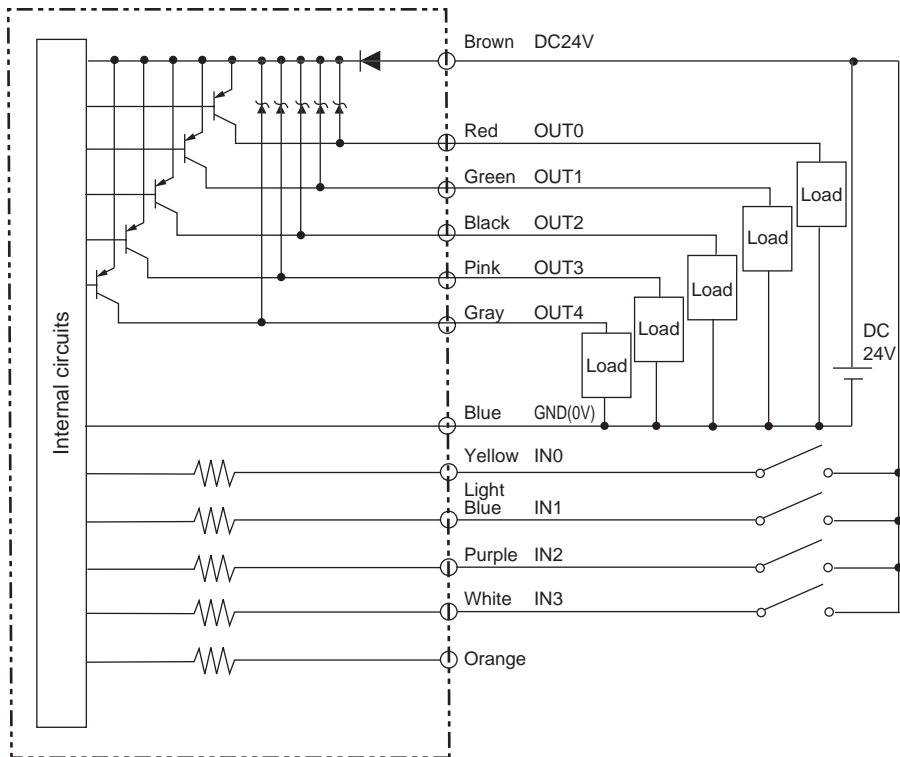 Internal circuits
Brown DC24V
Red OUT0
Green OUT1
Black OUT2
Pink OUT3
Gray OUT4
Load
Load
Load
Load
Load
DC
24V
Blue GND(0V)
Yellow IN0
Light
Blue IN1
Purple IN2
White IN3
Orange